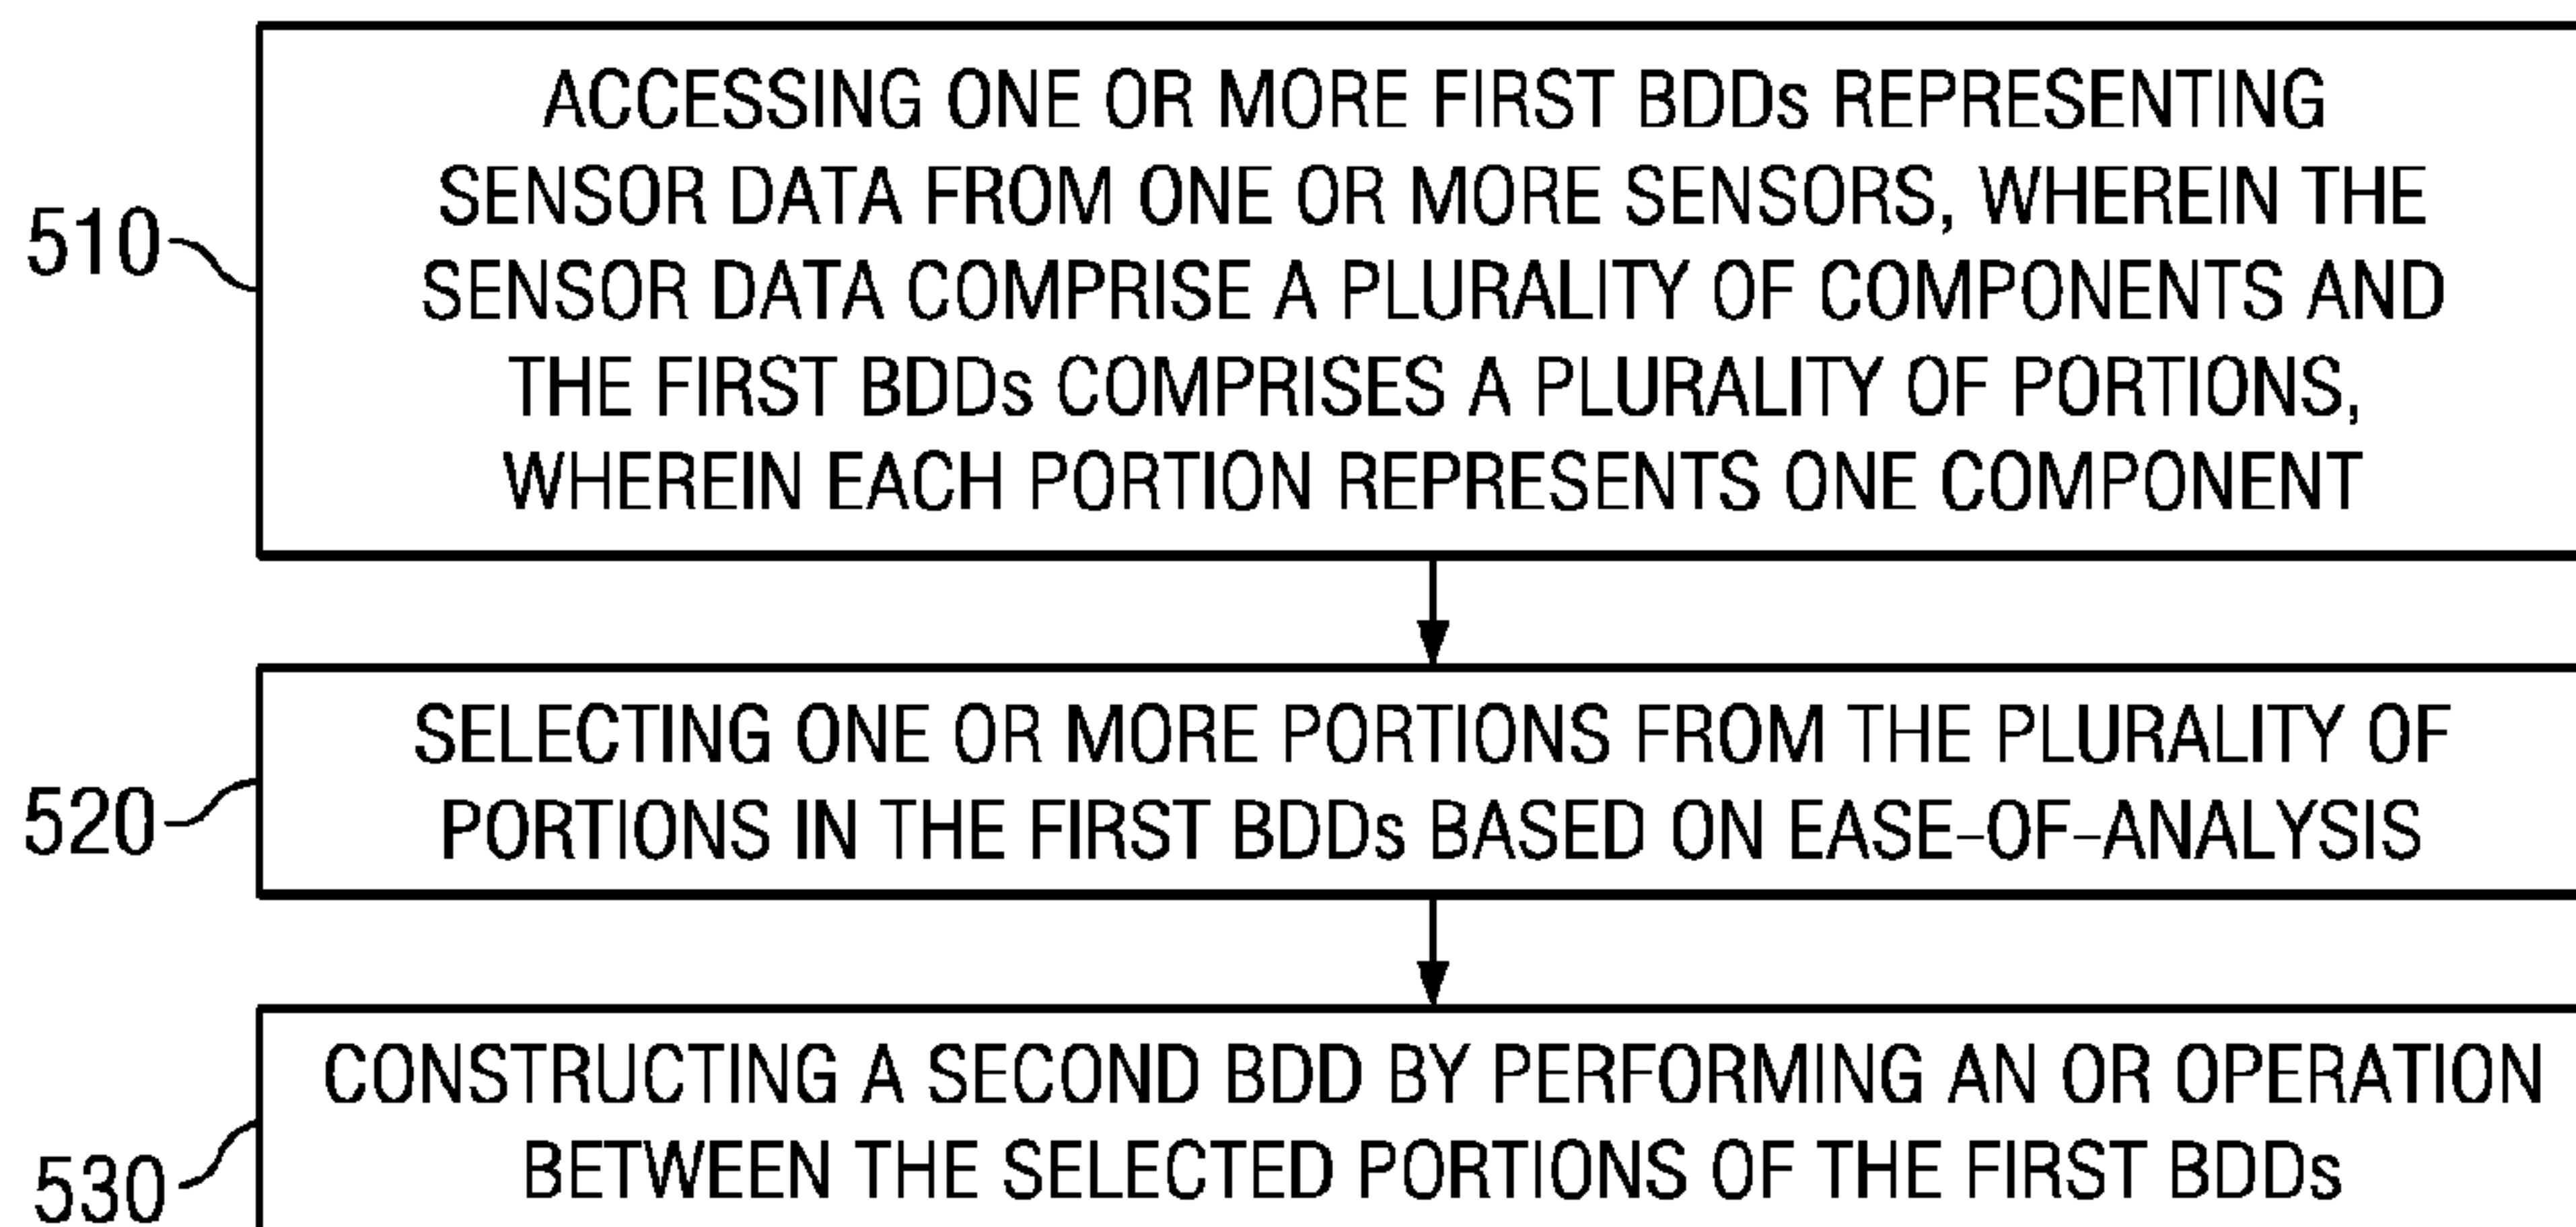 ACCESSING ONE OR MORE FIRST BDDs REPRESENTING
SENSOR DATA FROM ONE OR MORE SENSORS, WHEREIN THE
510
SENSOR DATA COMPRISE A PLURALITY OF COMPONENTS AND
THE FIRST BDDs COMPRISES A PLURALITY OF PORTIONS,
WHEREIN EACH PORTION REPRESENTS ONE COMPONENT
SELECTING ONE OR MORE PORTIONS FROM THE PLURALITY OF
520
PORTIONS IN THE FIRST BDDs BASED ON EASE-OF-ANALYSIS
CONSTRUCTING A SECOND BDD BY PERFORMING AN OR OPERATION
530
BETWEEN THE SELECTED PORTIONS OF THE FIRST BDDs